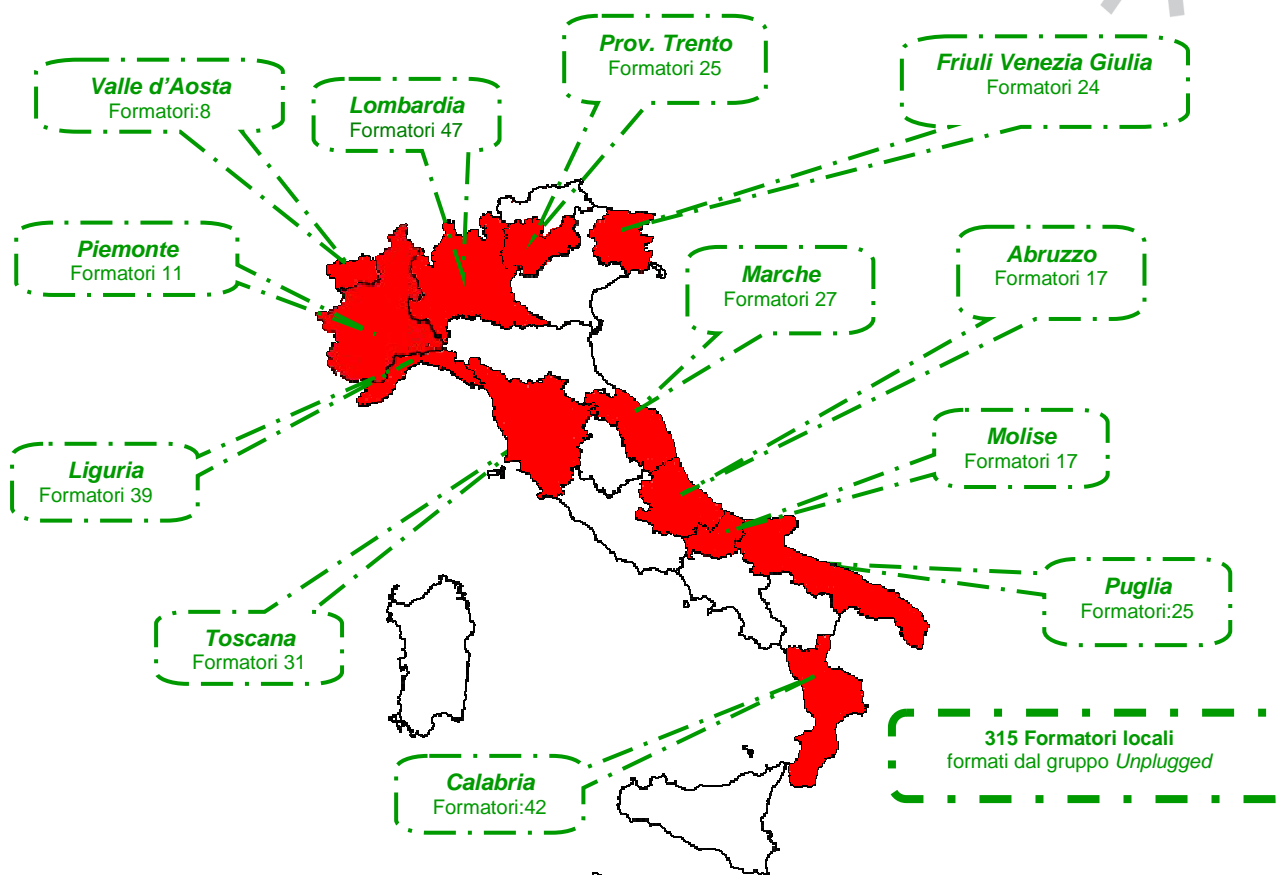 Prov. Trento
Formatori 25
Friuli Venezia Giulia
Formatori 24
Valle d'Aosta
Formatori:8
Lombardia
Formatori 47
Piemonte
Formatori 11
Marche
Formatori 27
Abruzzo
Formatori 17
Molise
Formatori 17
Liguria
Formatori 39
Puglia
Formatori:25
Toscana
Formatori 31
315 Formatori locali
formati dal gruppo Unplugged
Calabria
Formatori:42